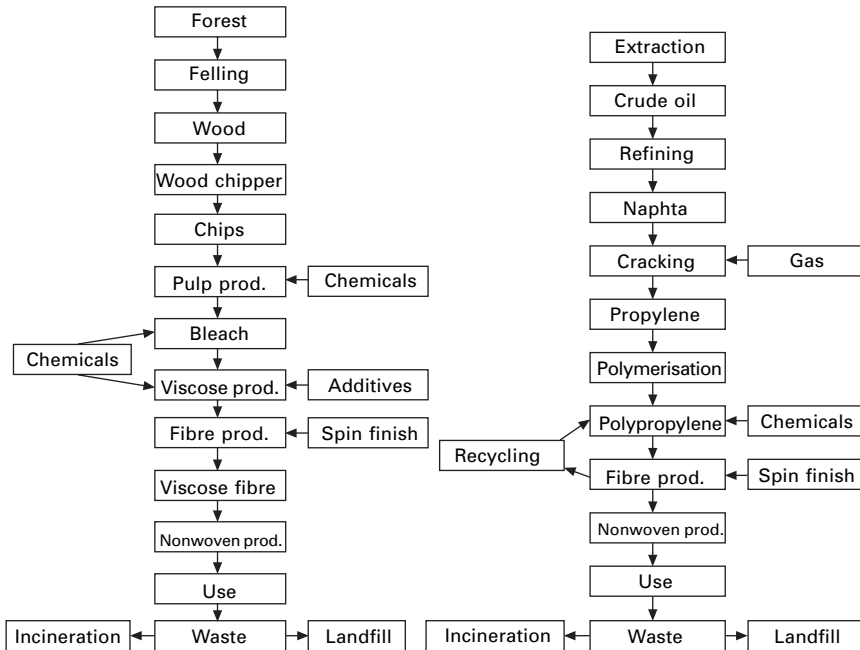 Forest
Felling
Wood
Wood chipper
Chips
Pulp prod.
Chemicals
Bleach
Chemicals
Viscose prod.
Additives
Fibre prod.
Spin finish
Viscose fibre
Nonwoven prod.
Use
Incineration
Waste
Landfill
Extraction
Crude oil
Refining
Naphta
Cracking
Gas
Propylene
Polymerisation
Polypropylene
Chemicals
Recycling
Fibre prod.
Spin finish
Nonwoven prod.
Use
Incineration
Waste
Landfill